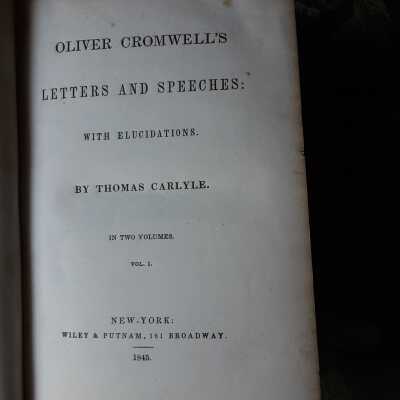 OLIVER CROMWELL'S
LETTERS AND SPEECHES:
WITH ELUCIDATIONS.
BY THOMAS CARLYLE.
IN TWO VOLUMES.
VOL. I.
NEW-YORK:
WILEY & PUTNAM, 161 BROADWAY.
1845.